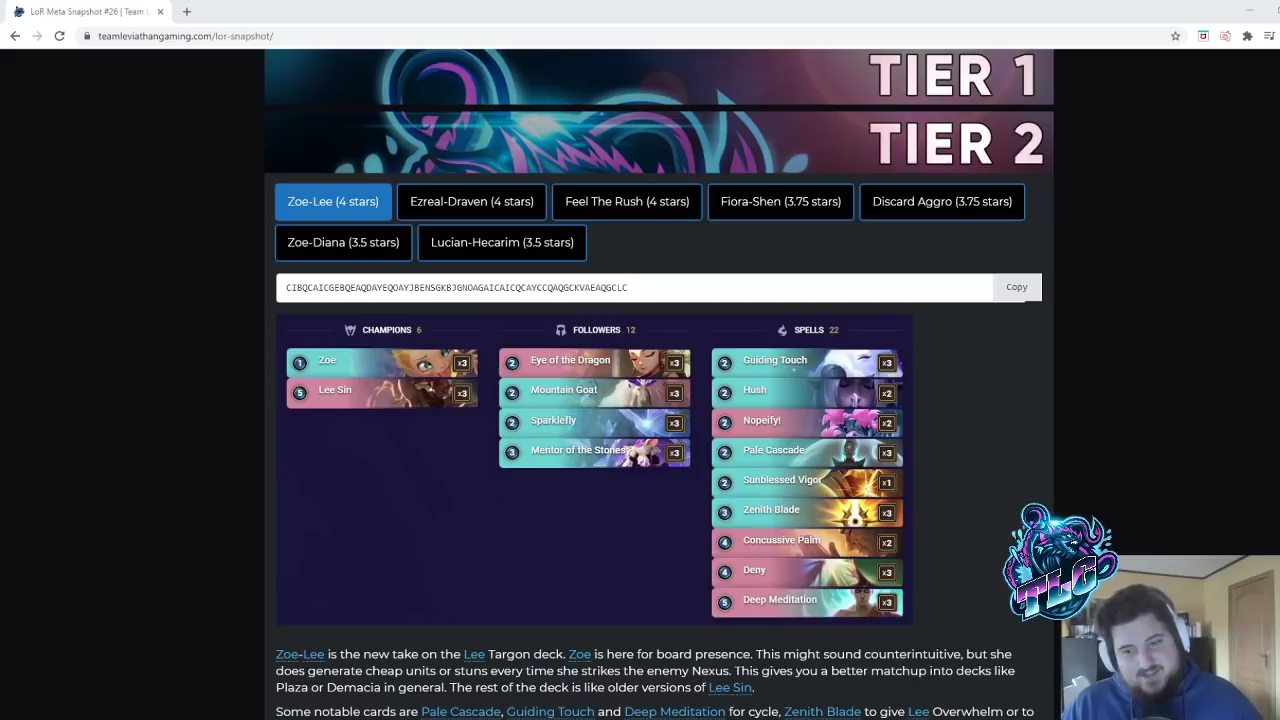 LoR Meta Snapshot #26 | Team L
teamleviathangaming.com/lor-snapshot/
TIER 1
TIER 2
Zoe-Lee (4 stars)
Ezreal-Draven (4 stars)
Feel The Rush (4 stars)
Fiora-Shen (3.75 stars)
Discard Aggro (3.75 stars)
Zoe-Diana (3.5 stars)
Lucian-Hecarim (3.5 stars)
CIBQCAICGEBQEAQDAYEQOAYJBENSGKBJGNOAGAICAICQCAYCCQAQGCKVAEAQGCLC
Copy
CHAMPIONS 6
1 Zoe x3
5 Lee Sin x3
FOLLOWERS 12
2 Eye of the Dragon x3
2 Mountain Goat x3
2 Sparklefly x3
3 Mentor of the Stones x3
SPELLS 22
2 Guiding Touch x3
2 Hush x2
2 Nopeify! x2
2 Pale Cascade x3
2 Sunblessed Vigor x1
3 Zenith Blade x3
4 Concussive Palm x2
4 Deny x3
5 Deep Meditation x3
TLG
Zoe-Lee is the new take on the Lee Targon deck. Zoe is here for board presence. This might sound counterintuitive, but she
does generate cheap units or stuns every time she strikes the enemy Nexus. This gives you a better matchup into decks like
Plaza or Demacia in general. The rest of the deck is like older versions of Lee Sin.
Some notable cards are Pale Cascade, Guiding Touch and Deep Meditation for cycle, Zenith Blade to give Lee Overwhelm or to